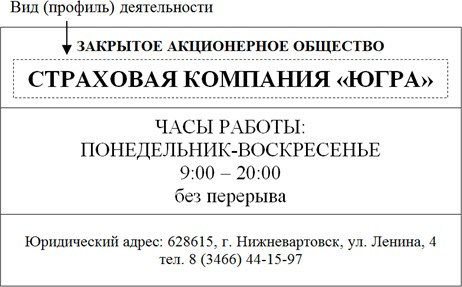 Вид (профиль) деятельности
ЗАКРЫТОЕ АКЦИОНЕРНОЕ ОБЩЕСТВО
СТРАХОВАЯ КОМПАНИЯ «ЮГРА»
ЧАСЫ РАБОТЫ:
ПОНЕДЕЛЬНИК-ВОСКРЕСЕНЬЕ
9:00 – 20:00
без перерыва
Юридический адрес: 628615, г. Нижневартовск, ул. Ленина, 4
тел. 8 (3466) 44-15-97